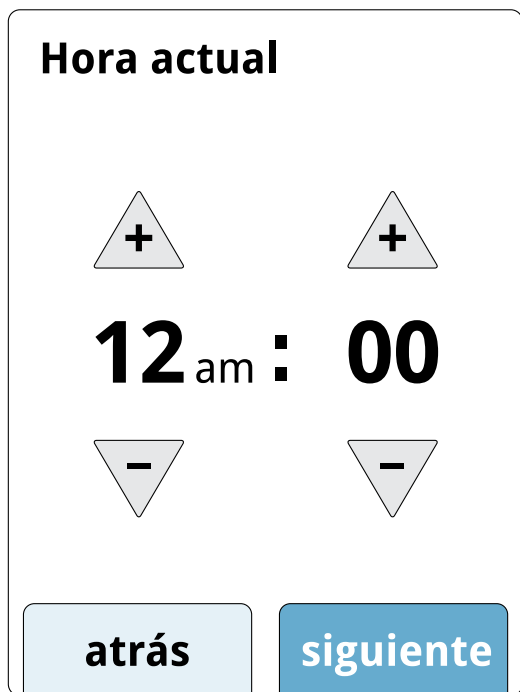 Hora actual
+ +
12 am : 00
− −
atrás siguiente